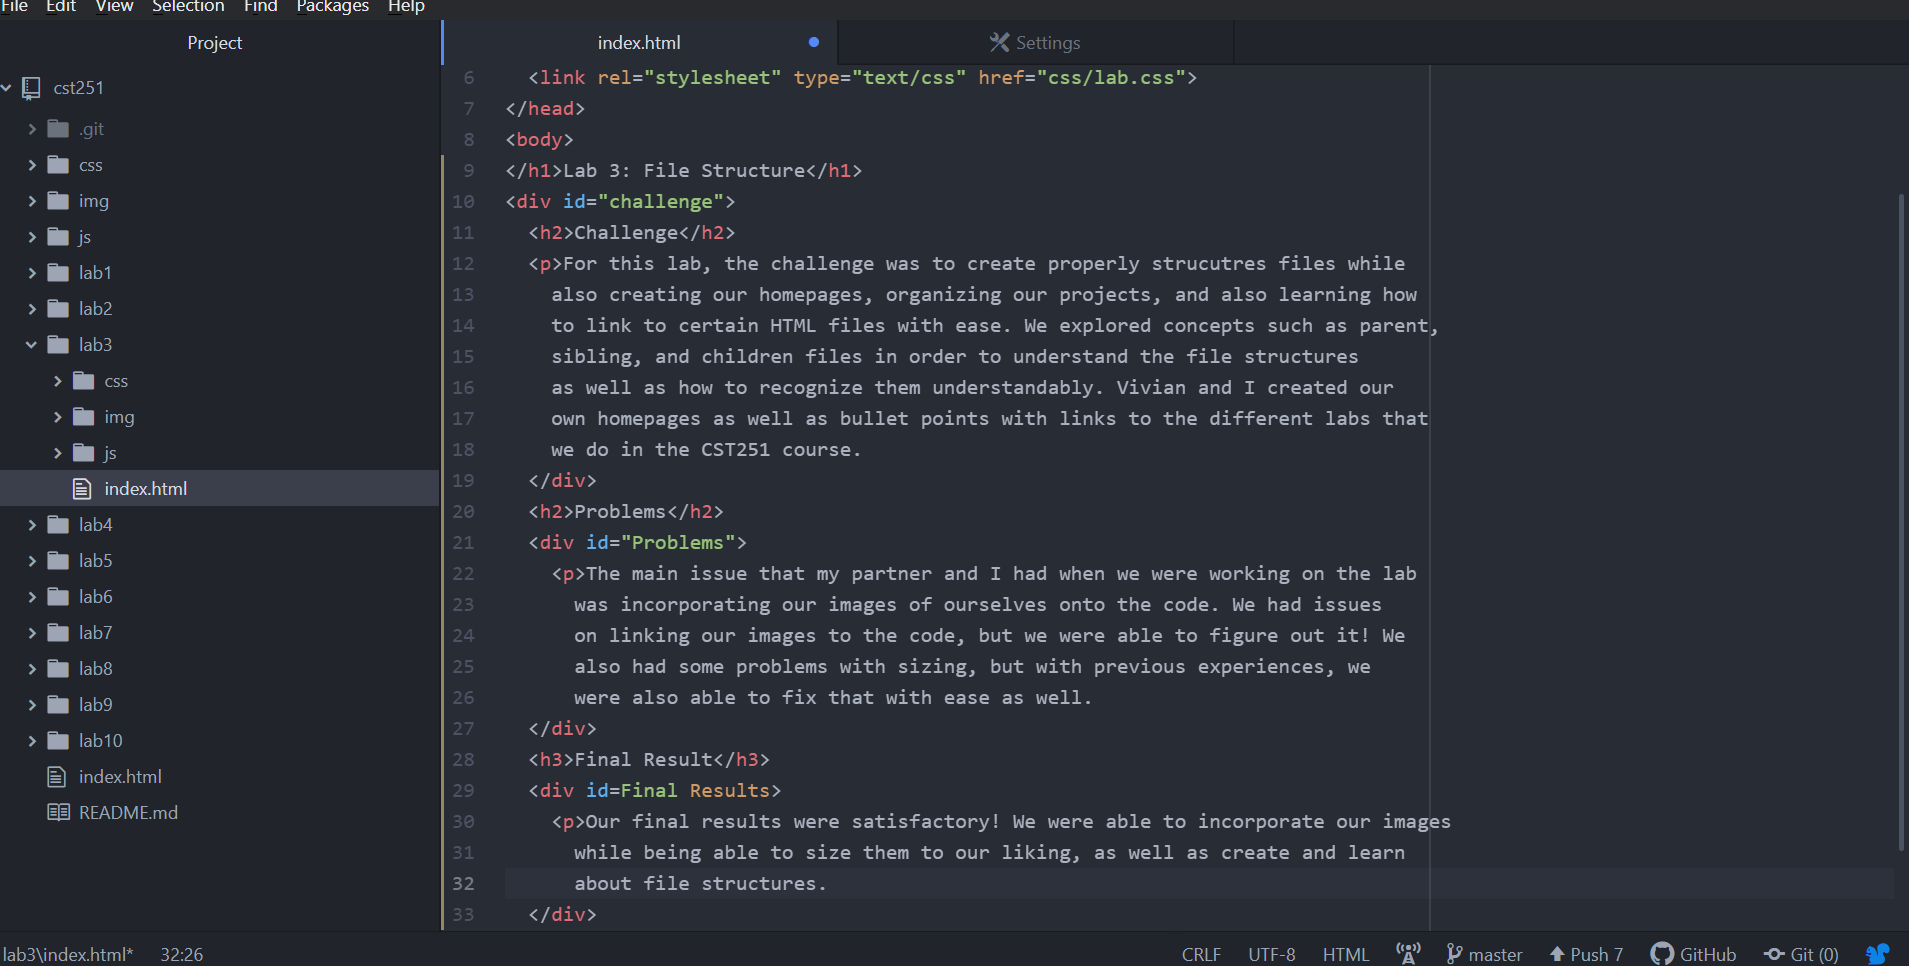 File Edit View Selection Find Packages Help
Project
index.html
Settings
cst251
.git
css
img
js
lab1
lab2
lab3
css
img
js
index.html
lab4
lab5
lab6
lab7
lab8
lab9
lab10
index.html
README.md
6 <link rel="stylesheet" type="text/css" href="css/lab.css">
7 </head>
8 <body>
9 </h1>Lab 3: File Structure</h1>
10 <div id="challenge">
11 <h2>Challenge</h2>
12 <p>For this lab, the challenge was to create properly strucutres files while
13 also creating our homepages, organizing our projects, and also learning how
14 to link to certain HTML files with ease. We explored concepts such as parent,
15 sibling, and children files in order to understand the file structures
16 as well as how to recognize them understandably. Vivian and I created our
17 own homepages as well as bullet points with links to the different labs that
18 we do in the CST251 course.
19 </div>
20 <h2>Problems</h2>
21 <div id="Problems">
22 <p>The main issue that my partner and I had when we were working on the lab
23 was incorporating our images of ourselves onto the code. We had issues
24 on linking our images to the code, but we were able to figure out it! We
25 also had some problems with sizing, but with previous experiences, we
26 were also able to fix that with ease as well.
27 </div>
28 <h3>Final Result</h3>
29 <div id=Final Results>
30 <p>Our final results were satisfactory! We were able to incorporate our images
31 while being able to size them to our liking, as well as create and learn
32 about file structures.
33 </div>
lab3\index.html* 32:26 CRLF UTF-8 HTML master Push 7 GitHub Git (0)